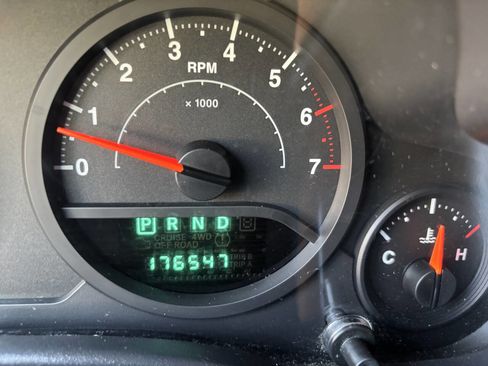 3 4
2 5
RPM
1 × 1000 6
0 7
P R N D
CRUISE 4WD
OFF ROAD
176547
C H